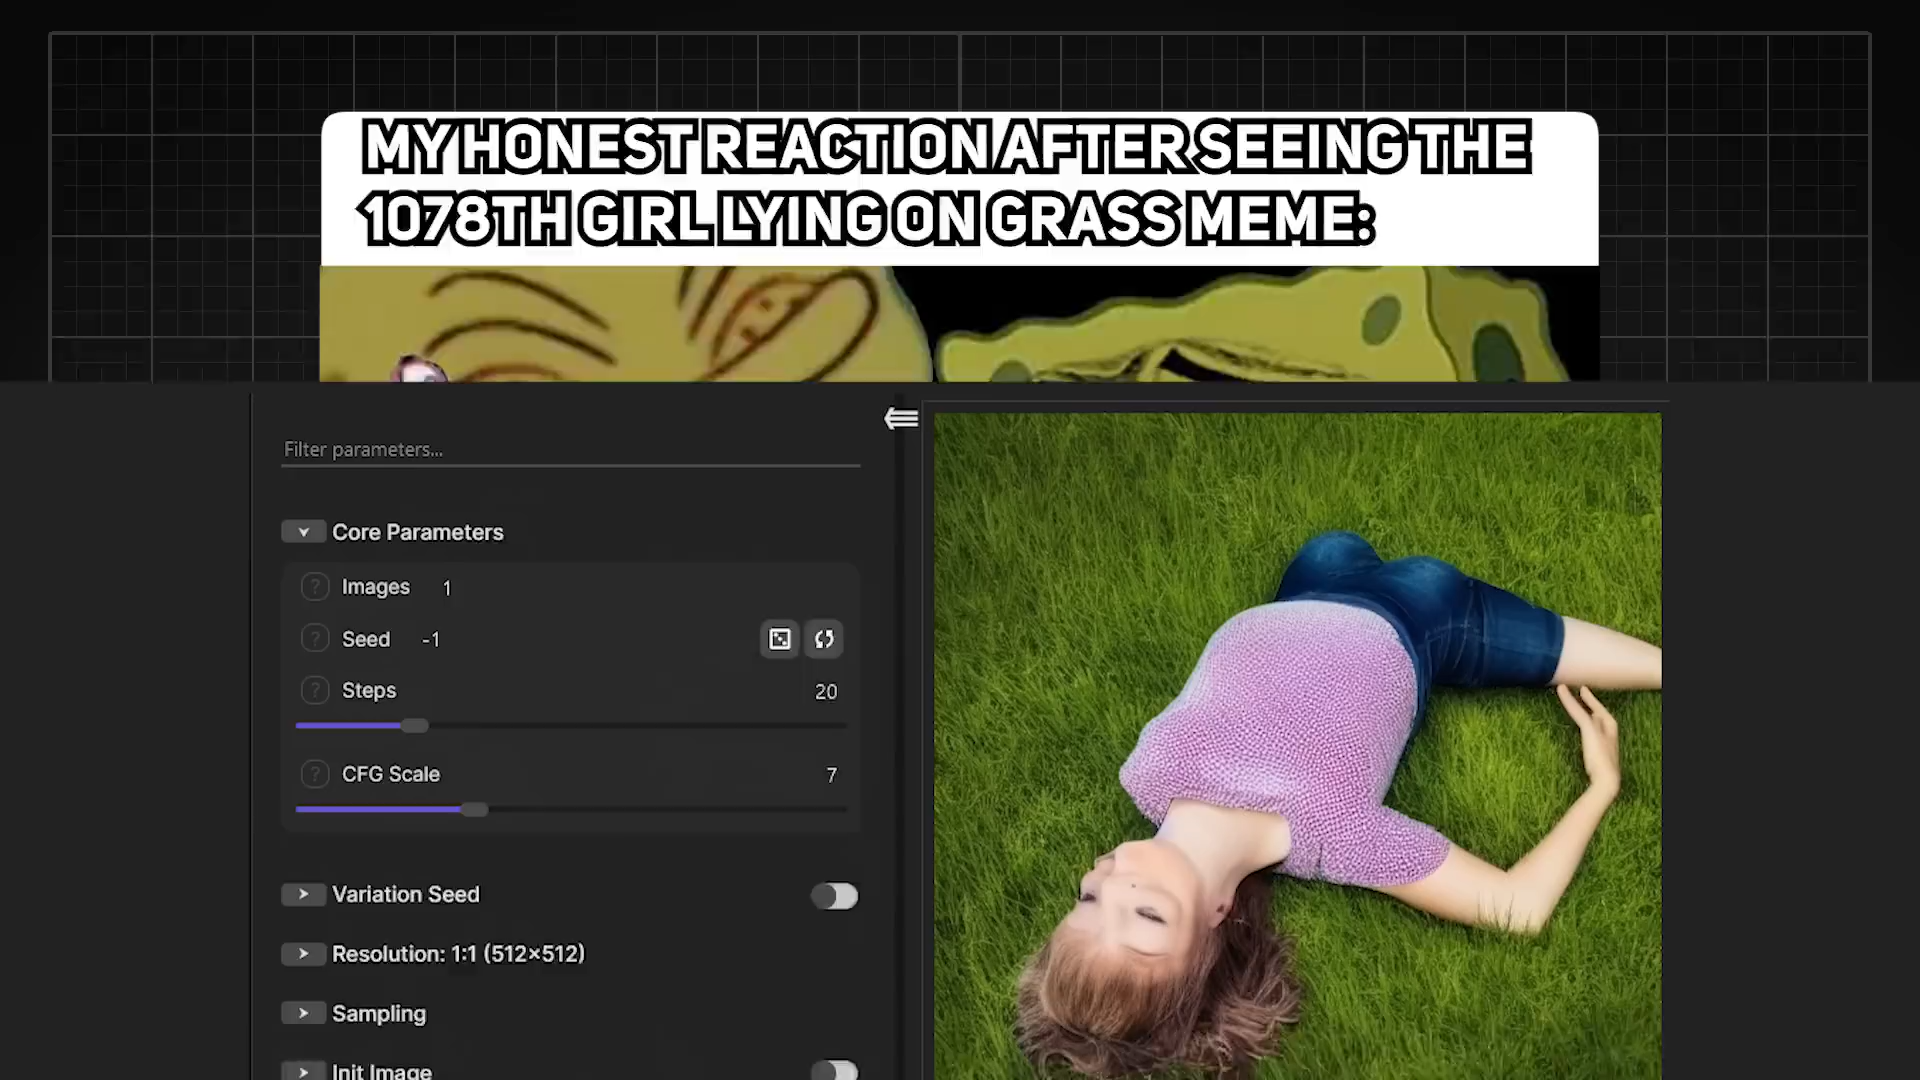 MY HONEST REACTION AFTER SEEING THE
1078TH GIRL LYING ON GRASS MEME:
Filter parameters...
Core Parameters
? Images 1
? Seed -1
? Steps 20
? CFG Scale 7
Variation Seed
Resolution: 1:1 (512×512)
Sampling
Init Image